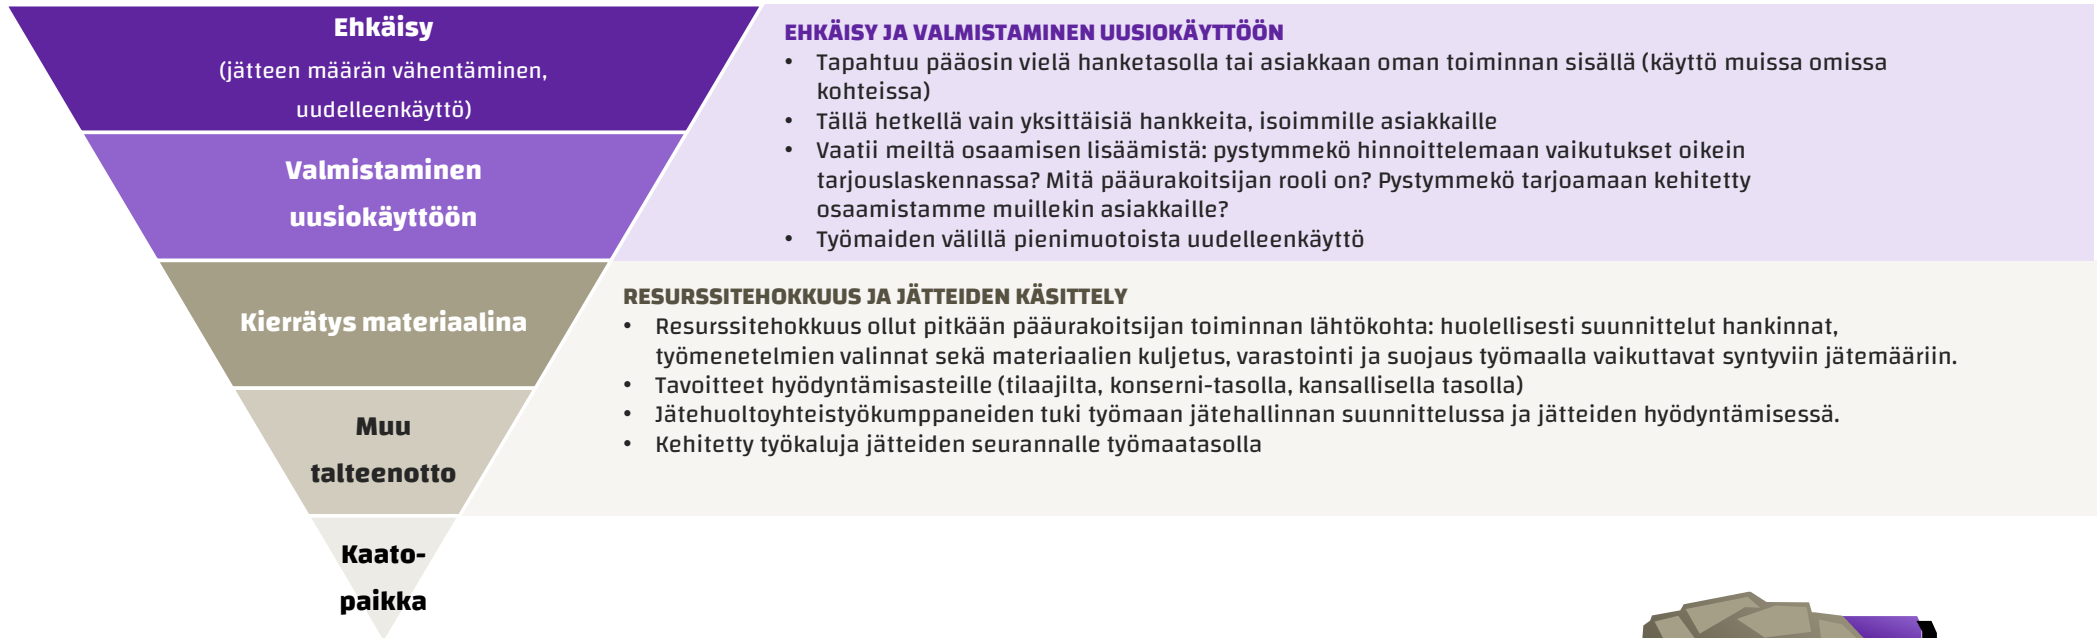 Ehkäisy
(jätteen määrän vähentäminen,
uudelleenkäyttö)
Valmistaminen
uusiokäyttöön
Kierrätys materiaalina
Muu
talteenotto
Kaato-
paikka
EHKÄISY JA VALMISTAMINEN UUSIOKÄYTTÖÖN
• Tapahtuu pääosin vielä hanketasolla tai asiakkaan oman toiminnan sisällä (käyttö muissa omissa
kohteissa)
• Tällä hetkellä vain yksittäisiä hankkeita, isoimmille asiakkaille
• Vaatii meiltä osaamisen lisäämistä: pystymmekö hinnoittelemaan vaikutukset oikein
tarjouslaskennassa? Mitä pääurakoitsijan rooli on? Pystymmekö tarjoamaan kehitetty
osaamistamme muillekin asiakkaille?
• Työmaiden välillä pienimuotoista uudelleenkäyttö
RESURSSITEHOKKUUS JA JÄTTEIDEN KÄSITTELY
• Resurssitehokkuus ollut pitkään pääurakoitsijan toiminnan lähtökohta: huolellisesti suunnittelut hankinnat,
työmenetelmien valinnat sekä materiaalien kuljetus, varastointi ja suojaus työmaalla vaikuttavat syntyviin jätemääriin.
• Tavoitteet hyödyntämisasteille (tilaajilta, konserni-tasolla, kansallisella tasolla)
• Jätehuoltoyhteistyökumppaneiden tuki työmaan jätehallinnan suunnittelussa ja jätteiden hyödyntämisessä.
• Kehitetty työkaluja jätteiden seurannalle työmaatasolla